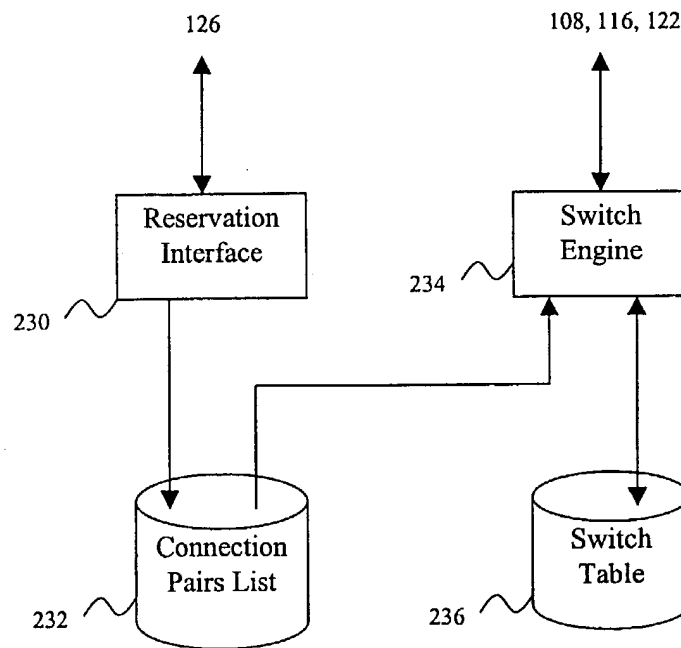 126
108, 116, 122
Reservation
Interface
Switch
Engine
230
234
Connection
Pairs List
Switch
Table
232
236